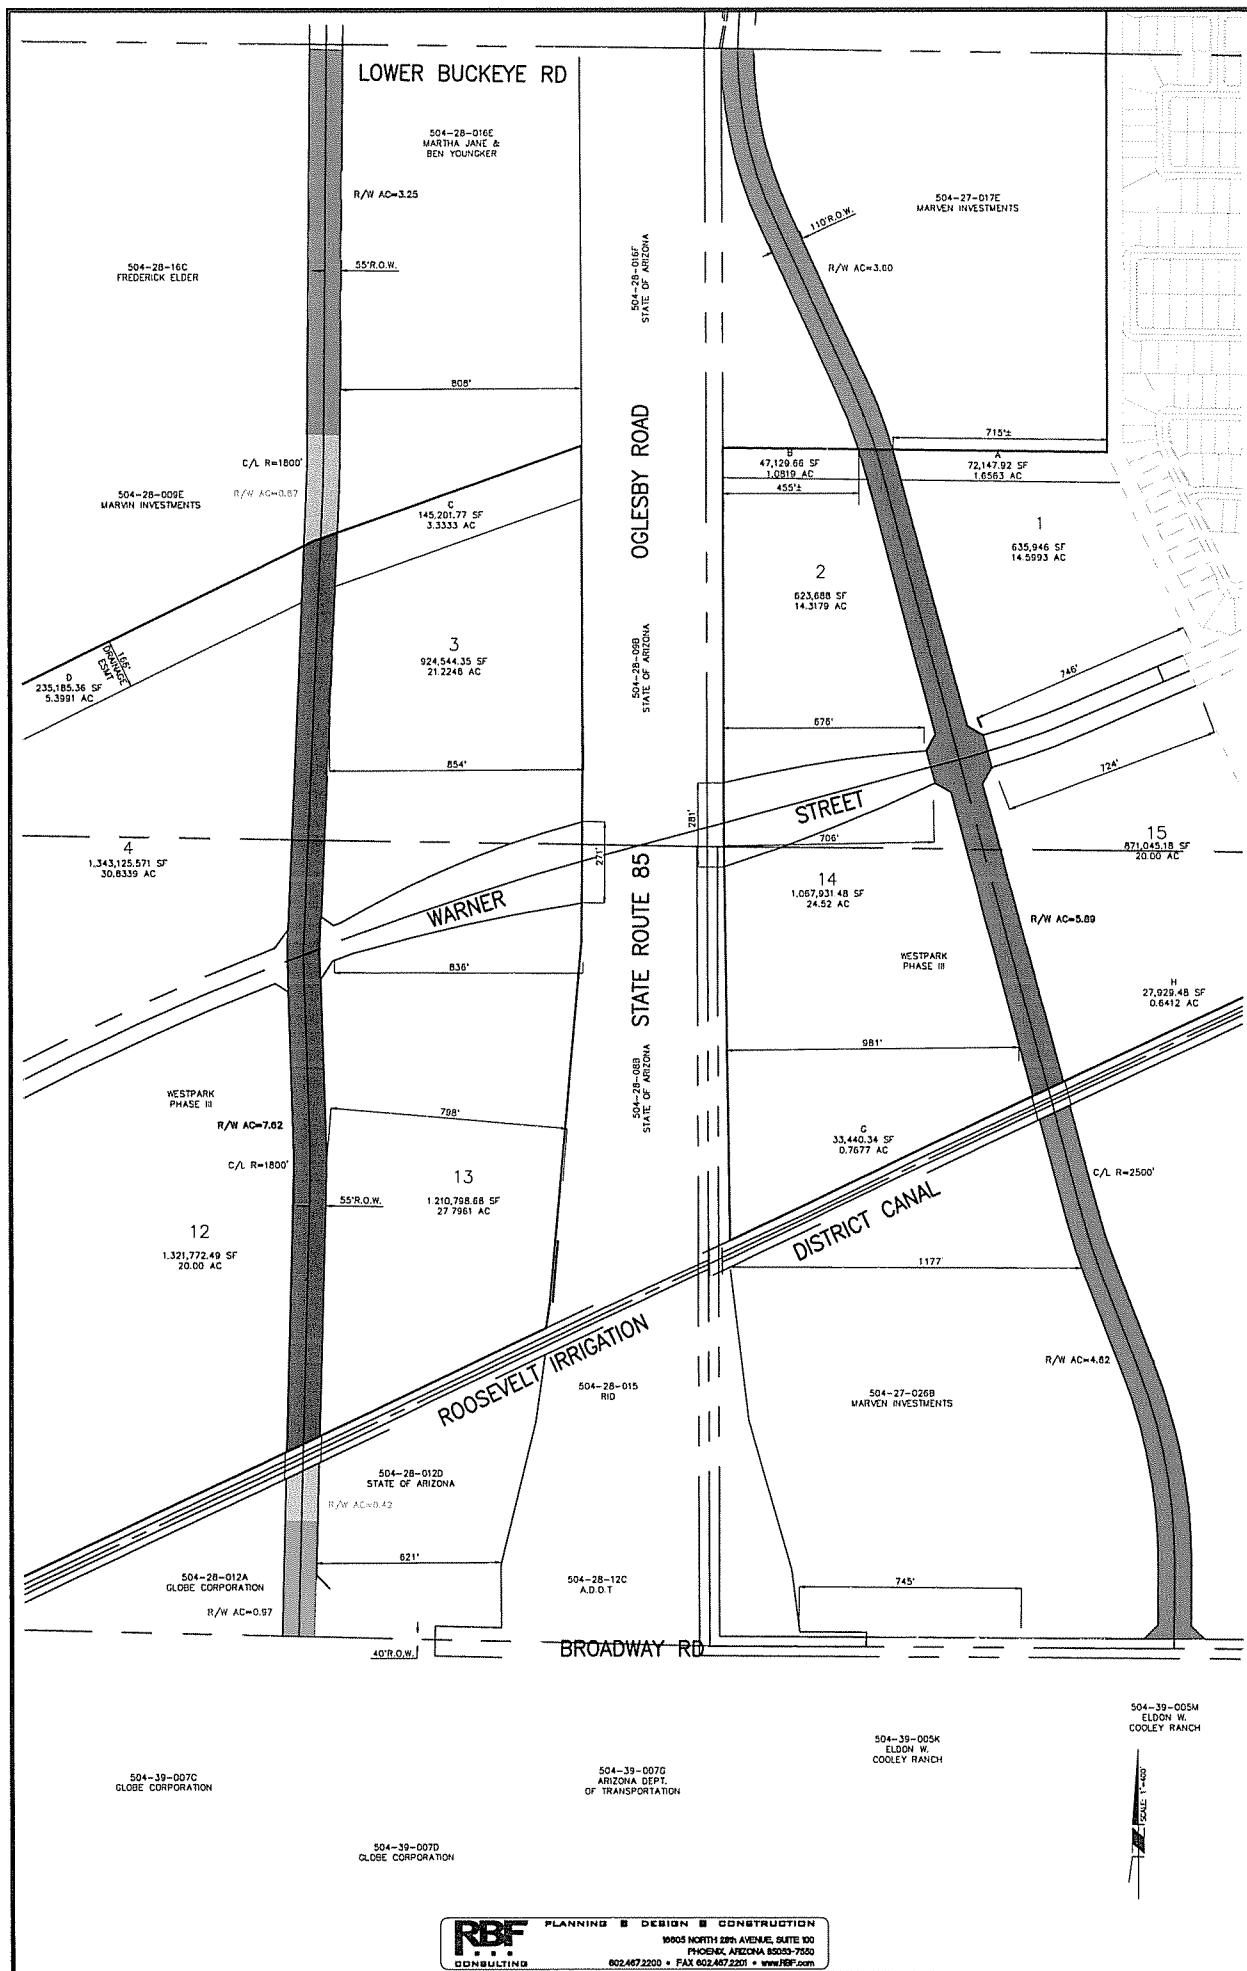 LOWER BUCKEYE RD
504-28-016E
MARTHA JANE &
BEN YOUNGKER
R/W AC=3.25
504-28-16C
FREDERICK ELDER
55'R.O.W.
504-28-016F
STATE OF ARIZONA
110'R.O.W.
504-27-017E
MARVEN INVESTMENTS
808'
OGLESBY ROAD
715'±
C/L R=1800'
504-28-009E
MARVIN INVESTMENTS
C
145,201.77 SF
3.3333 AC
B
47,129.66 SF
1.0819 AC
455'±
A
72,147.92 SF
1.6563 AC
1
635,946 SF
14.5993 AC
2
623,688 SF
14.3179 AC
3
924,544.35 SF
21.2246 AC
504-28-09B
STATE OF ARIZONA
166'
DRAINAGE
ESMT
D
235,185.36 SF
5.3991 AC
746'
676'
854'
724'
STREET
281'
706'
4
1,343,125.571 SF
30.8339 AC
271'
15
871,045.18 SF
20.00 AC
14
1,067,931.48 SF
24.52 AC
WARNER
STATE ROUTE 85
R/W AC=5.89
WESTPARK
PHASE III
836'
H
27,929.48 SF
0.6412 AC
981'
504-28-08B
STATE OF ARIZONA
WESTPARK
PHASE III
R/W AC=7.62
798'
G
33,440.34 SF
0.7677 AC
C/L R=1800'
C/L R=2500'
13
1,210,798.68 SF
27.7961 AC
55'R.O.W.
12
1,321,772.49 SF
20.00 AC
DISTRICT CANAL
1177'
ROOSEVELT IRRIGATION
R/W AC=4.82
504-28-015
RID
504-27-026B
MARVEN INVESTMENTS
504-28-012D
STATE OF ARIZONA
R/W AC=0.42
621'
504-28-012A
GLOBE CORPORATION
504-28-12C
A.D.O.T
745'
R/W AC=0.97
40'R.O.W.
BROADWAY RD
504-39-005M
ELDON W.
COOLEY RANCH
504-39-005K
ELDON W.
COOLEY RANCH
504-39-007C
GLOBE CORPORATION
504-39-007G
ARIZONA DEPT.
OF TRANSPORTATION
SCALE: 1"=400'
504-39-007D
GLOBE CORPORATION
RBF
CONSULTING
PLANNING DESIGN CONSTRUCTION
16605 NORTH 28th AVENUE, SUITE 100
PHOENIX, ARIZONA 85053-7550
602.467.2200 • FAX 602.467.2201 • www.RBF.com